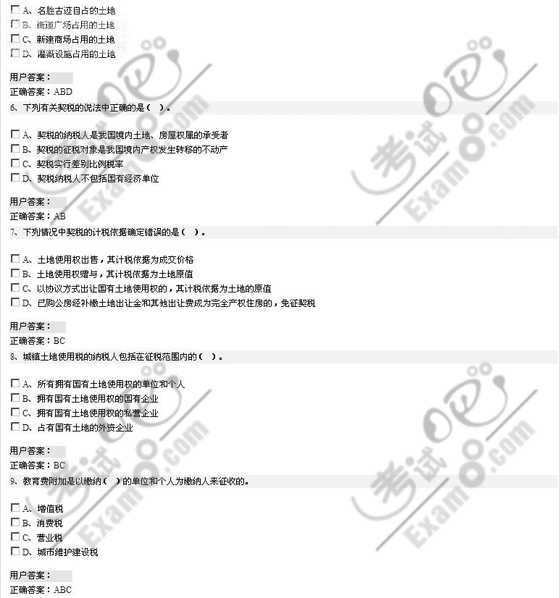 A、名胜古迹自占的土地
B、街道广场占用的土地
C、新建商场占用的土地
D、灌溉设施占用的土地
用户答案：
正确答案：ABD
6、下列有关契税的说法中正确的是（ ）。
A、契税的纳税人是我国境内土地、房屋权属的承受者
B、契税的征税对象是我国境内产权发生转移的不动产
C、契税实行差别比例税率
D、契税纳税人不包括国有经济单位
用户答案：
正确答案：AB
7、下列情况中契税的计税依据确定错误的是（ ）。
A、土地使用权出售，其计税依据为成交价格
B、土地使用权赠与，其计税依据为土地原值
C、以协议方式出让国有土地使用权的，其计税依据为土地的原值
D、已购公房经补缴土地出让金和其他出让费成为完全产权住房的，免征契税
用户答案：
正确答案：BC
8、城镇土地使用税的纳税人包括在征税范围内的（ ）。
A、所有拥有国有土地使用权的单位和个人
B、拥有国有土地使用权的国有企业
C、拥有国有土地使用权的私营企业
D、占有国有土地的外资企业
用户答案：
正确答案：BC
9、教育费附加是以缴纳（ ）的单位和个人为缴纳人来征收的。
A、增值税
B、消费税
C、营业税
D、城市维护建设税
用户答案：
正确答案：ABC
考试吧
Exam8.com
考试吧
Exam8.com
考试吧
Exam8.com
考试吧
Exam8.com